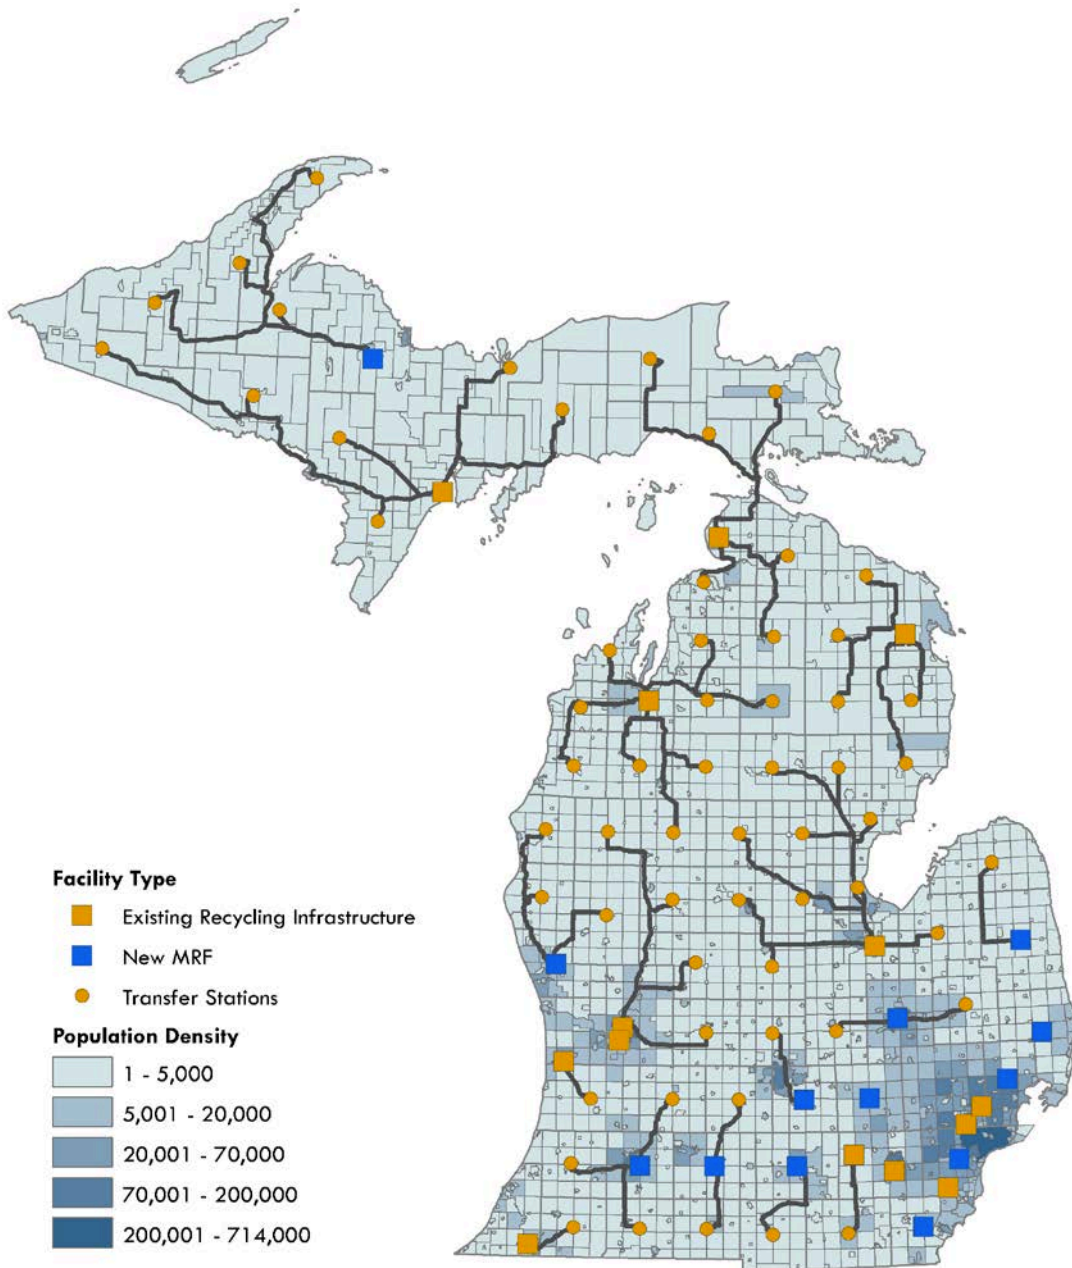 Facility Type
Existing Recycling Infrastructure
New MRF
Transfer Stations
Population Density
1 - 5,000
5,001 - 20,000
20,001 - 70,000
70,001 - 200,000
200,001 - 714,000